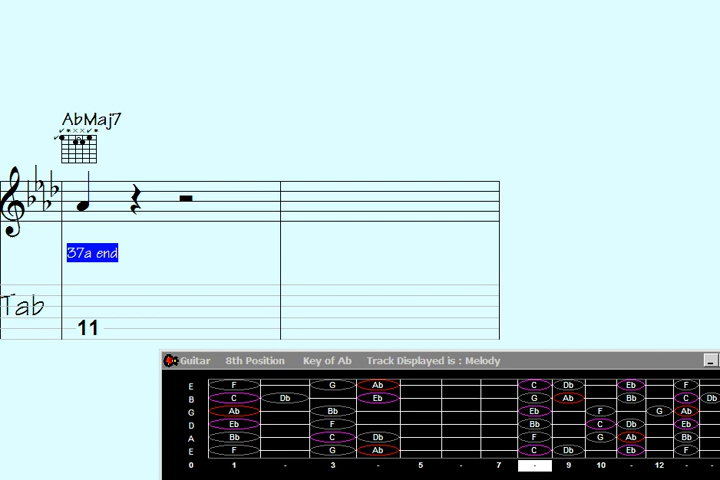 AbMaj7
37a end
Tab
11
Guitar 8th Position Key of Ab Track Displayed is : Melody
E F G Ab C Db Eb F
B C Db Eb G Ab Bb C Db
G Ab Bb Eb F G Ab
D Eb F Bb C Db Eb
A Bb C Db F G Ab Bb
E F G Ab C Db Eb F
0 1 - 3 - 5 - 7 - 9 10 - 12 - -